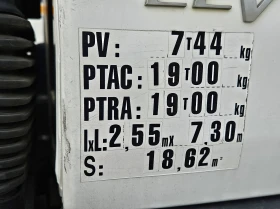 PV: 7T44 kg
PTAC: 19T00 kg
PTRA: 19T00 kg
lxL: 2,55mx 7,30m
S: 18,62m²